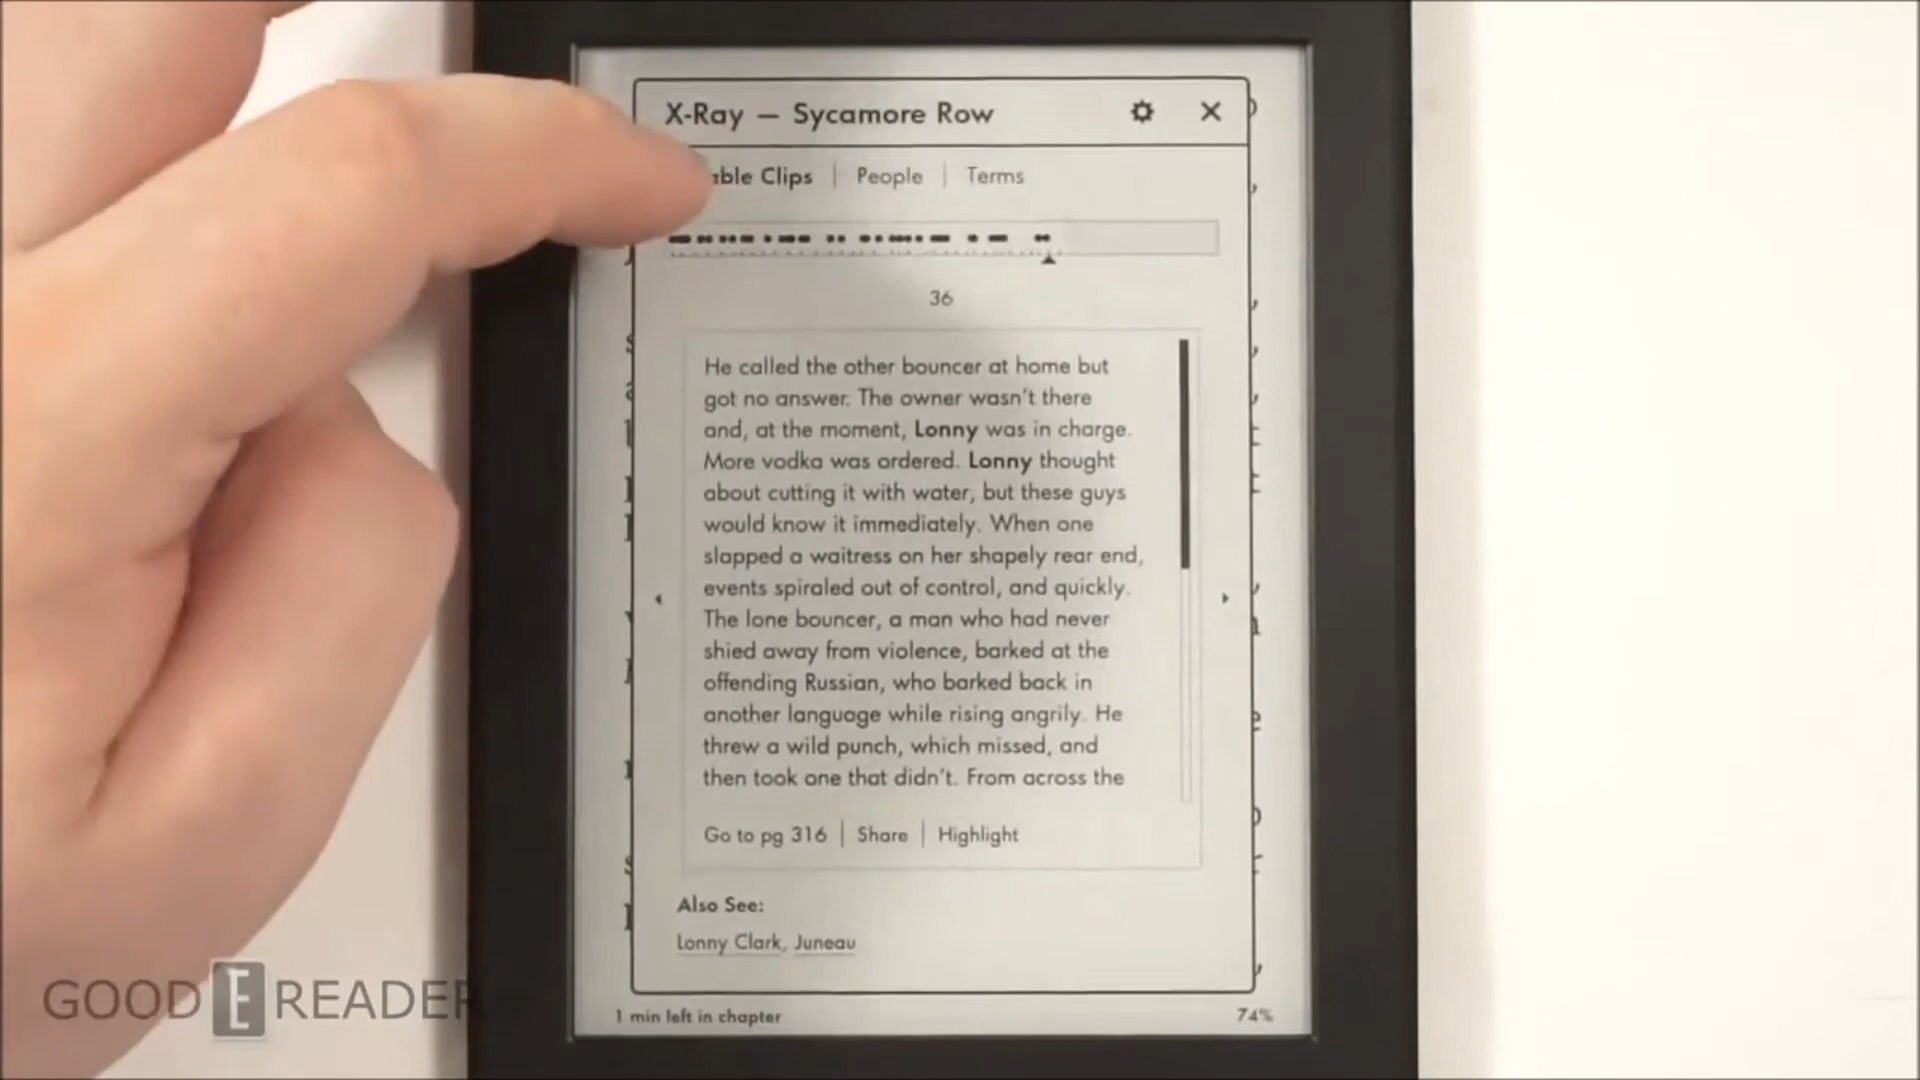 X-Ray — Sycamore Row
Clips | People | Terms
36
He called the other bouncer at home but
got no answer. The owner wasn't there
and, at the moment, Lonny was in charge.
More vodka was ordered. Lonny thought
about cutting it with water, but these guys
would know it immediately. When one
slapped a waitress on her shapely rear end,
events spiraled out of control, and quickly.
The lone bouncer, a man who had never
shied away from violence, barked at the
offending Russian, who barked back in
another language while rising angrily. He
threw a wild punch, which missed, and
then took one that didn't. From across the
Go to pg 316 | Share | Highlight
Also See:
Lonny Clark, Juneau
1 min left in chapter 74%
GOOD E READER